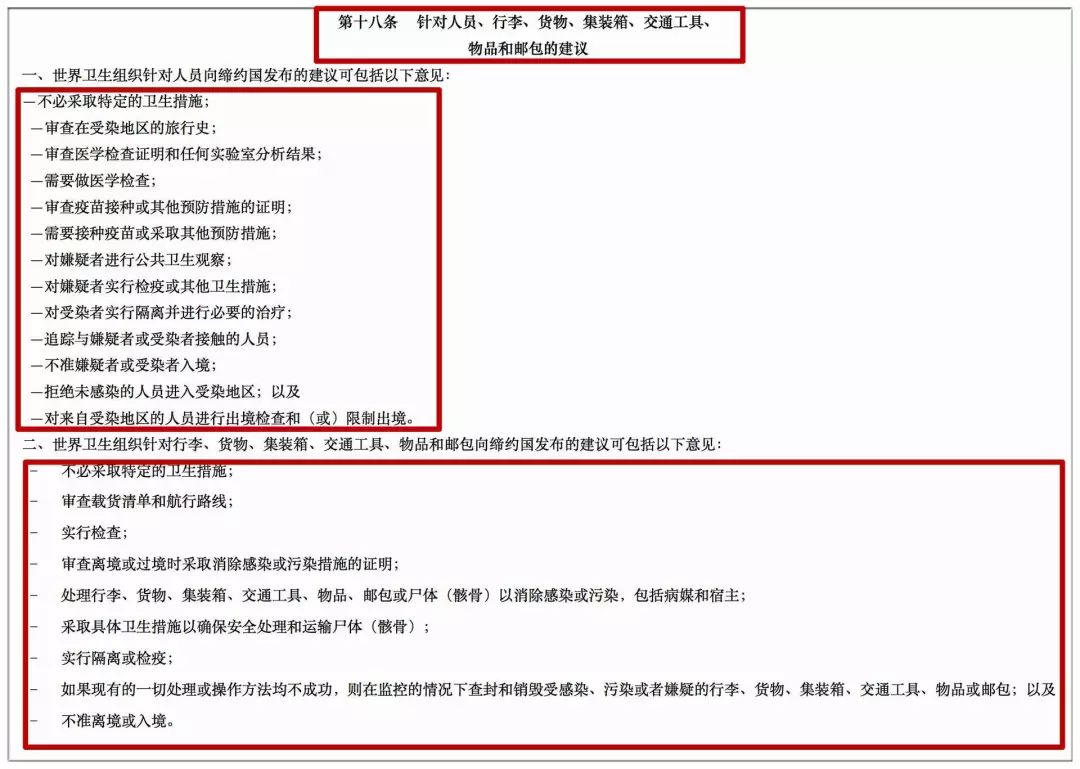 第十八条 针对人员、行李、货物、集装箱、交通工具、
物品和邮包的建议
一、世界卫生组织针对人员向缔约国发布的建议可包括以下意见：
—不必采取特定的卫生措施；
—审查在受染地区的旅行史；
—审查医学检查证明和任何实验室分析结果；
—需要做医学检查；
—审查疫苗接种或其他预防措施的证明；
—需要接种疫苗或采取其他预防措施；
—对嫌疑者进行公共卫生观察；
—对嫌疑者实行检疫或其他卫生措施；
—对受染者实行隔离并进行必要的治疗；
—追踪与嫌疑者或受染者接触的人员；
—不准嫌疑者或受染者入境；
—拒绝未感染的人员进入受染地区；以及
—对来自受染地区的人员进行出境检查和（或）限制出境。
二、世界卫生组织针对行李、货物、集装箱、交通工具、物品和邮包向缔约国发布的建议可包括以下意见：
– 不必采取特定的卫生措施；
– 审查载货清单和航行路线；
– 实行检查；
– 审查离境或过境时采取消除感染或污染措施的证明；
– 处理行李、货物、集装箱、交通工具、物品、邮包或尸体（骸骨）以消除感染或污染，包括病媒和宿主；
– 采取具体卫生措施以确保安全处理和运输尸体（骸骨）；
– 实行隔离或检疫；
– 如果现有的一切处理或操作方法均不成功，则在监控的情况下查封和销毁受感染、污染或者嫌疑的行李、货物、集装箱、交通工具、物品或邮包；以及
– 不准离境或入境。